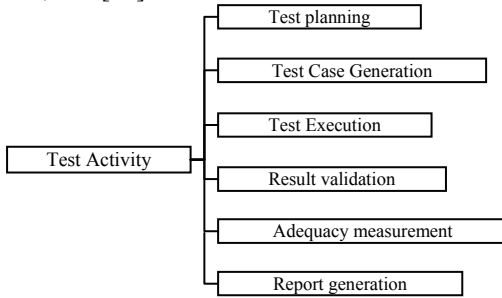 Test planning
Test Case Generation
Test Execution
Test Activity
Result validation
Adequacy measurement
Report generation